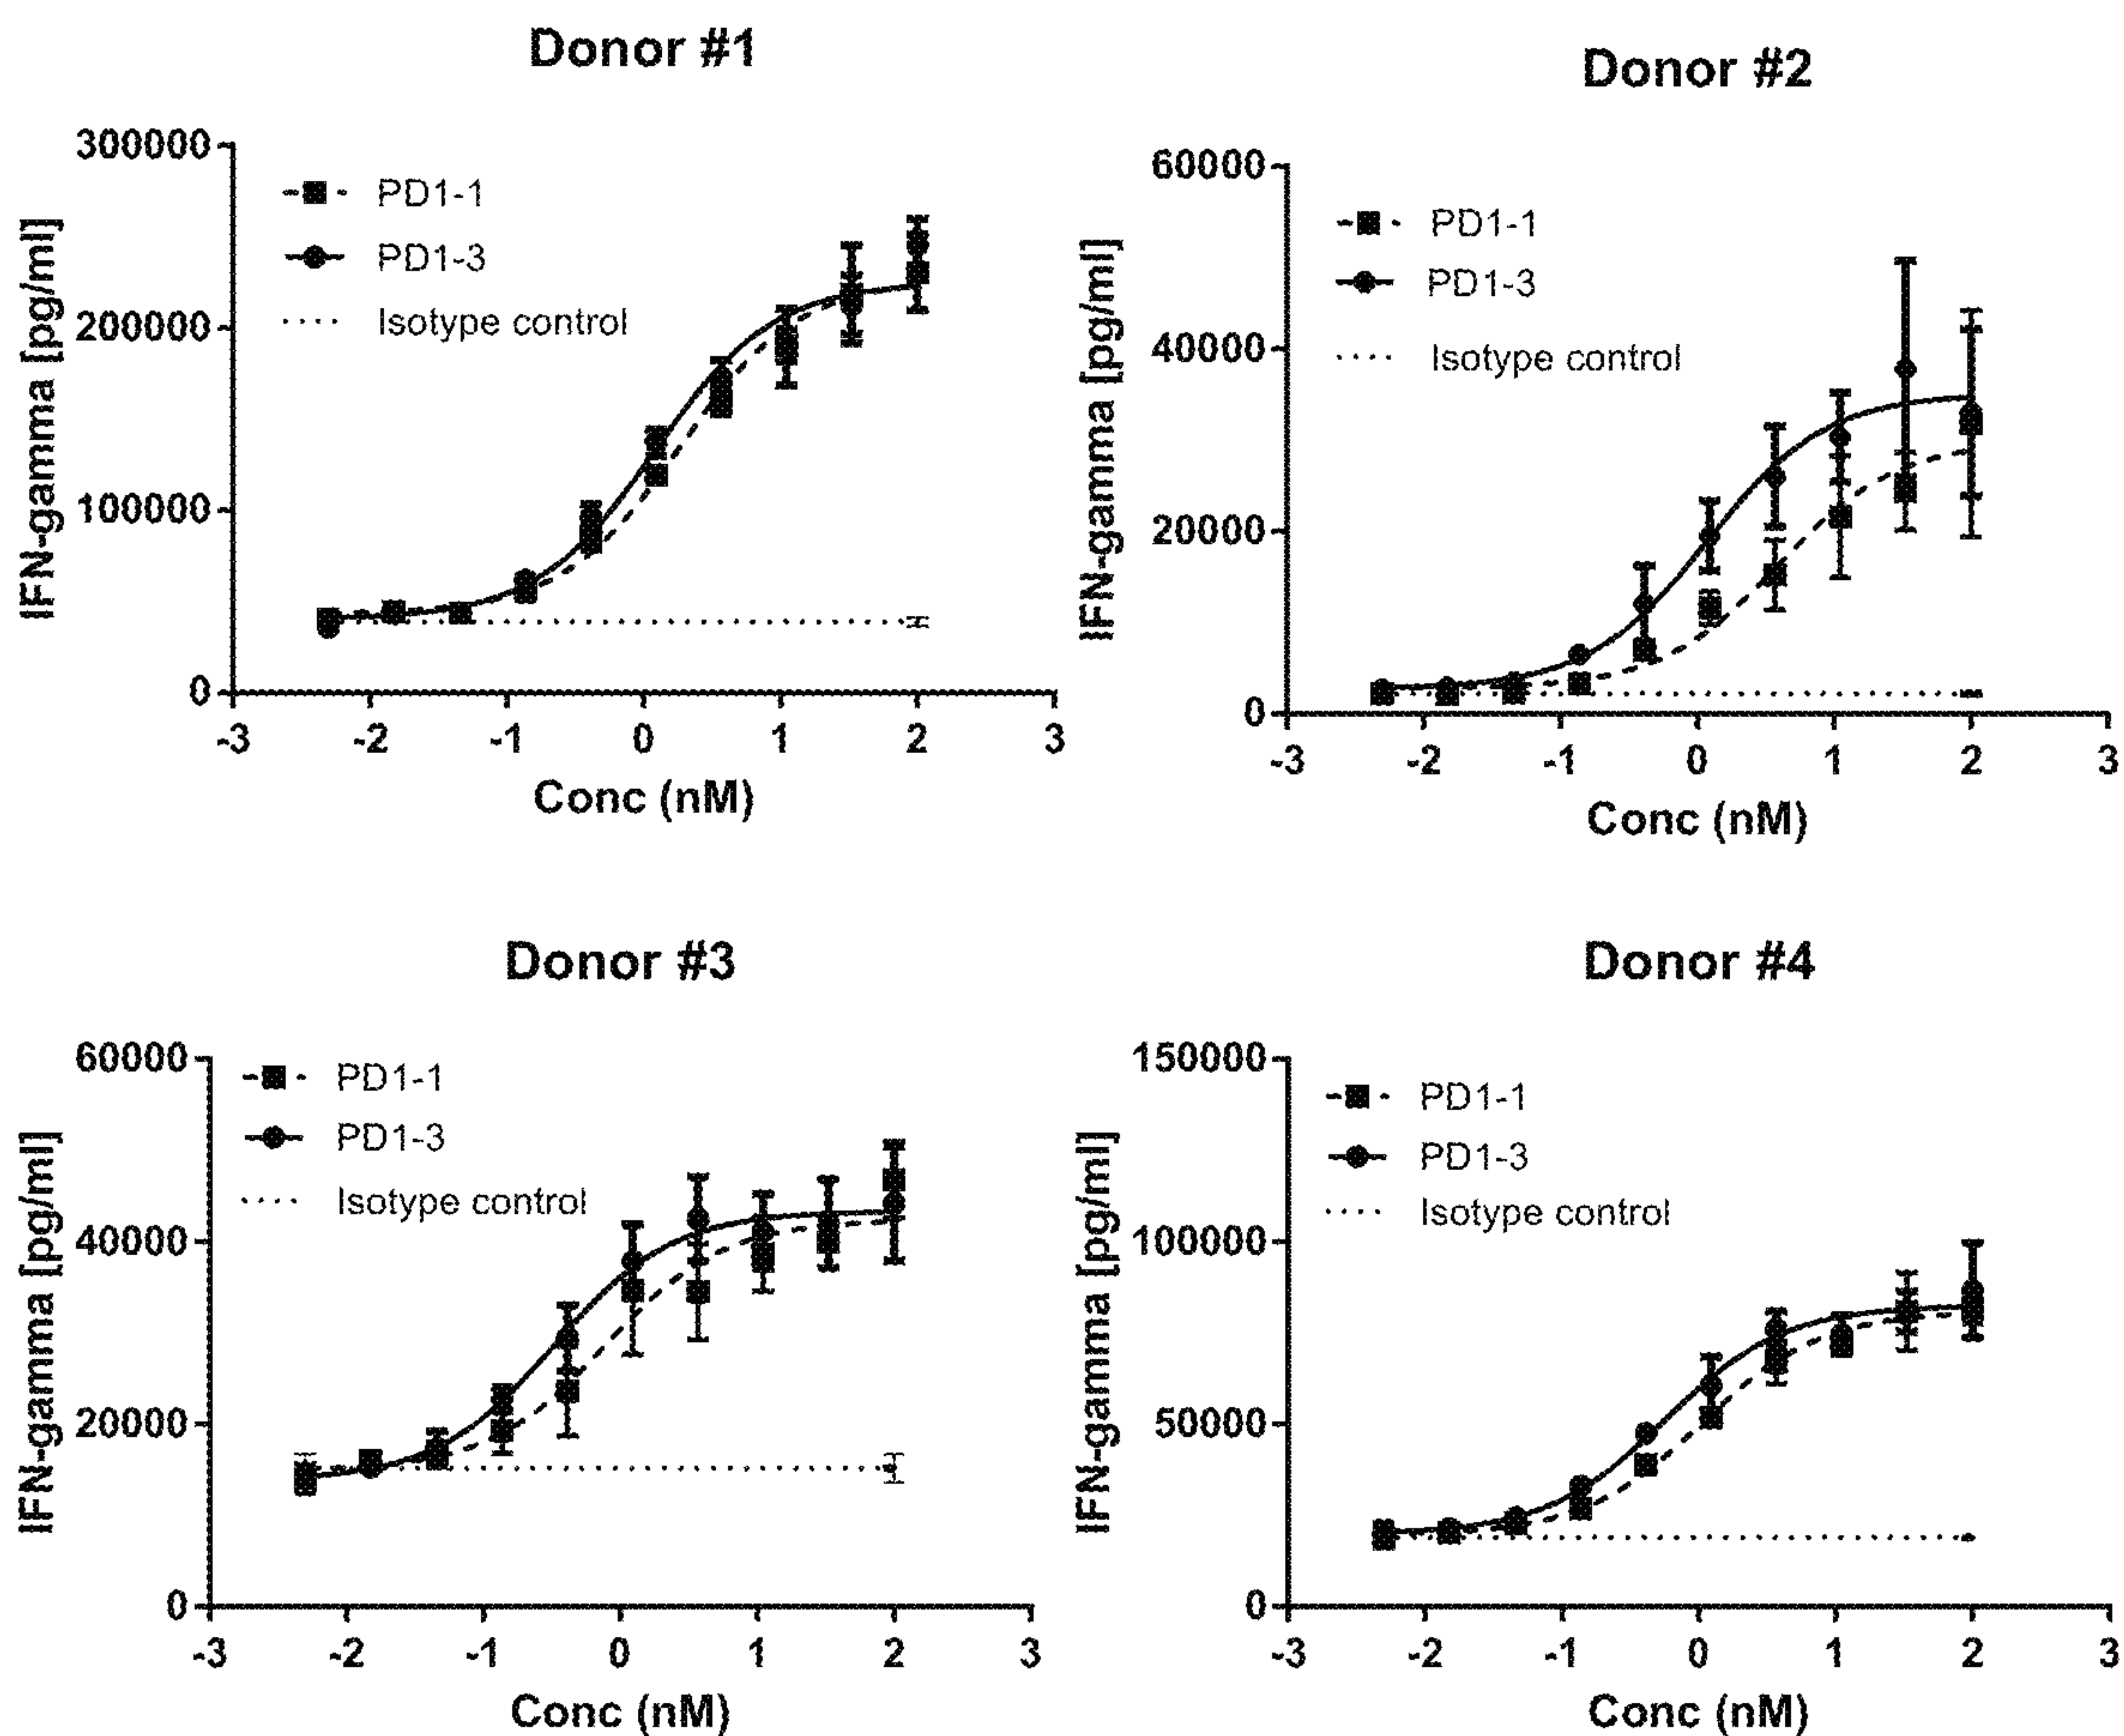 Donor #1
300000
200000
100000
0
-3 -2 -1 0 1 2 3
IFN-gamma [pg/ml]
Conc (nM)
PD1-1
PD1-3
Isotype control
Donor #2
60000
40000
20000
0
-3 -2 -1 0 1 2 3
IFN-gamma [pg/ml]
Conc (nM)
PD1-1
PD1-3
Isotype control
Donor #3
60000
40000
20000
0
-3 -2 -1 0 1 2 3
IFN-gamma [pg/ml]
Conc (nM)
PD1-1
PD1-3
Isotype control
Donor #4
150000
100000
50000
0
-3 -2 -1 0 1 2 3
IFN-gamma [pg/ml]
Conc (nM)
PD1-1
PD1-3
Isotype control